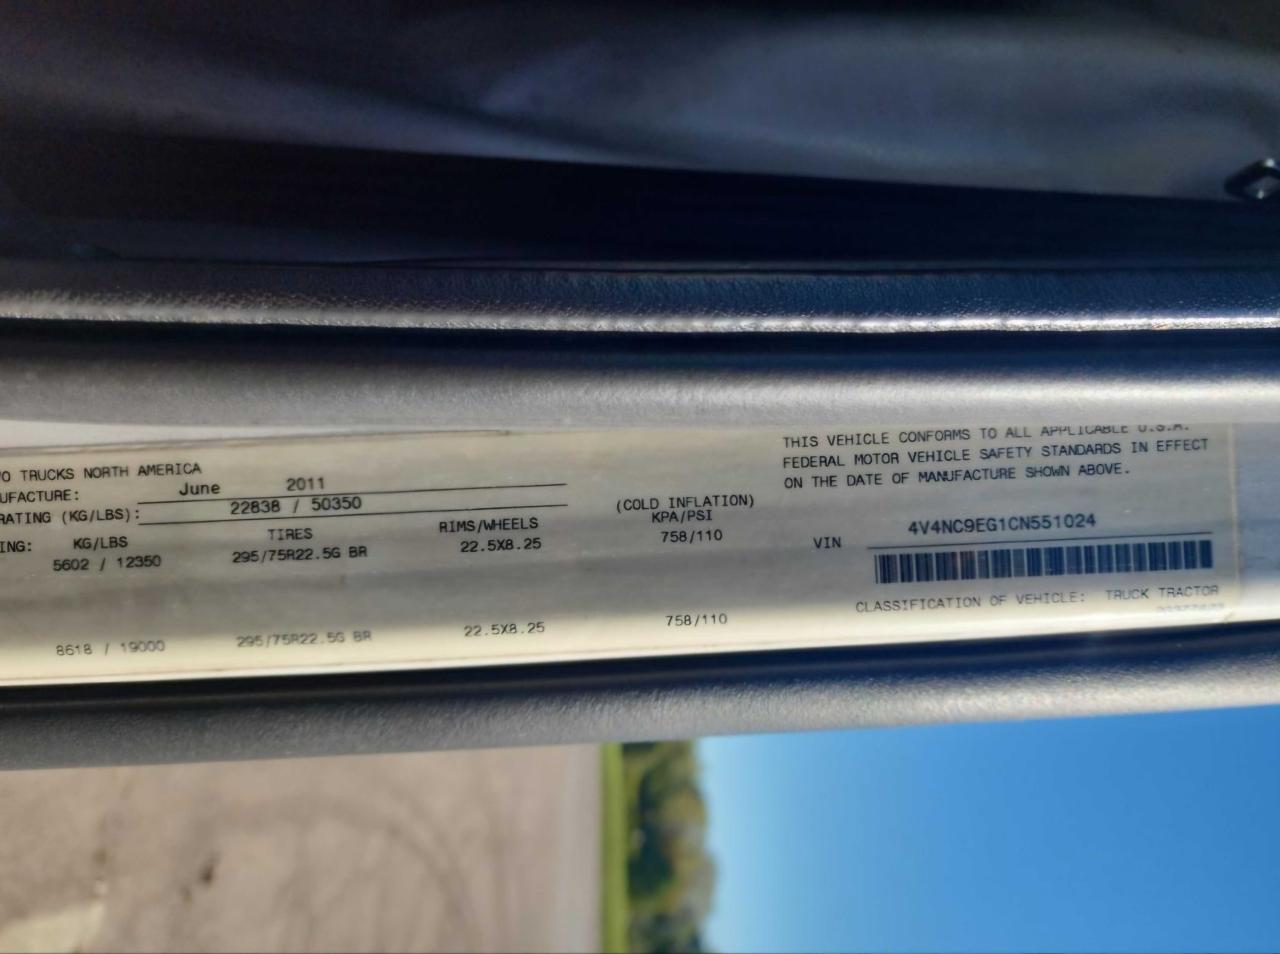 O TRUCKS NORTH AMERICA
UFACTURE: June 2011
RATING (KG/LBS): 22838 / 50350
ING: KG/LBS TIRES RIMS/WHEELS (COLD INFLATION) KPA/PSI
5602 / 12350 295/75R22.5G BR 22.5X8.25 758/110
8618 / 19000 295/75R22.5G BR 22.5X8.25 758/110
THIS VEHICLE CONFORMS TO ALL APPLICABLE U.S.A.
FEDERAL MOTOR VEHICLE SAFETY STANDARDS IN EFFECT
ON THE DATE OF MANUFACTURE SHOWN ABOVE.
VIN 4V4NC9EG1CN551024
CLASSIFICATION OF VEHICLE: TRUCK TRACTOR